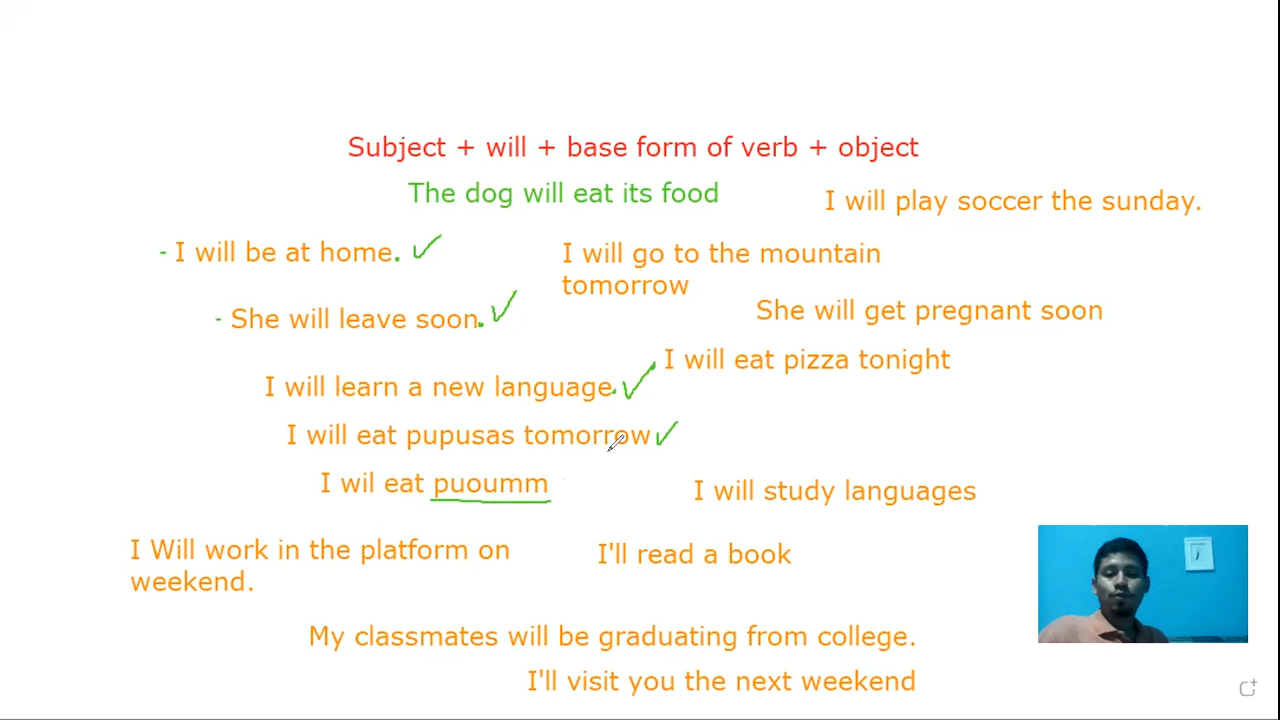 Subject + will + base form of verb + object
The dog will eat its food
I will play soccer the sunday.
- I will be at home.
I will go to the mountain
tomorrow
- She will leave soon.
She will get pregnant soon
I will eat pizza tonight
I will learn a new language.
I will eat pupusas tomorrow
I wil eat puoumm
I will study languages
I Will work in the platform on
weekend.
I'll read a book
My classmates will be graduating from college.
I'll visit you the next weekend